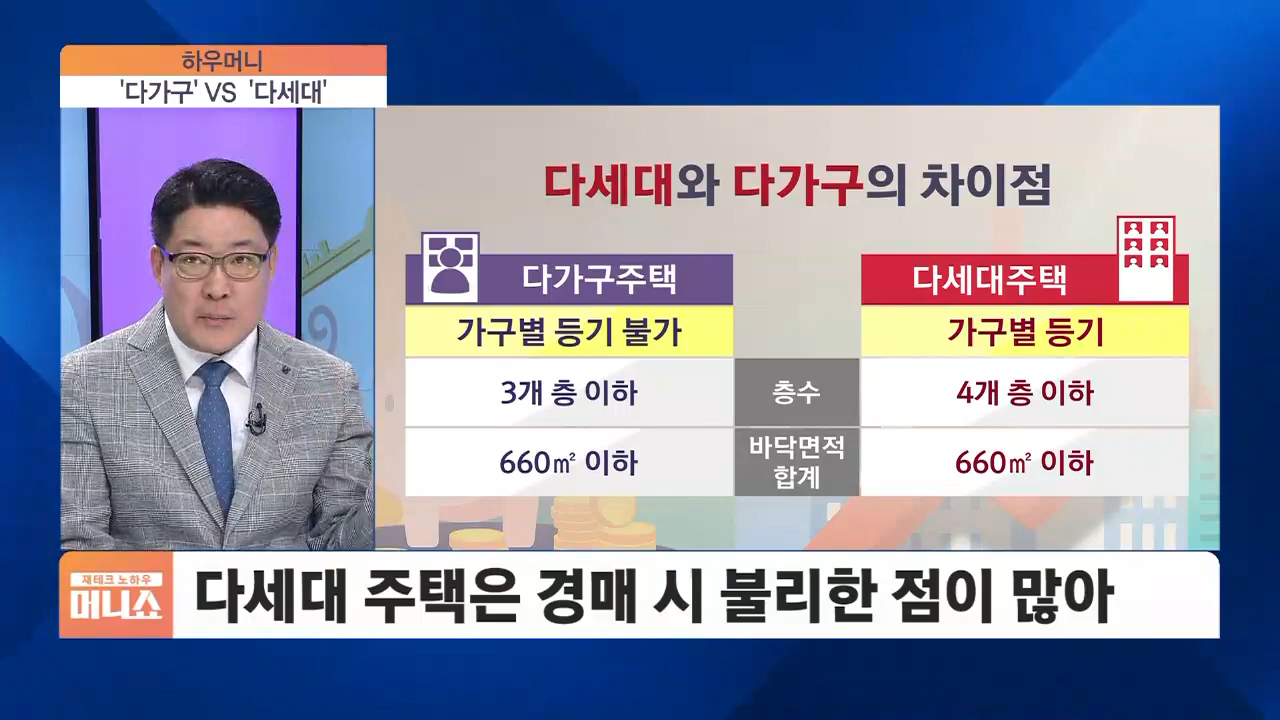 하우머니
'다가구' VS '다세대'
다세대와 다가구의 차이점
다가구주택
다세대주택
가구별 등기 불가
가구별 등기
3개 층 이하
층수
4개 층 이하
660㎡ 이하
바닥면적
합계
660㎡ 이하
재테크 노하우
머니쇼
다세대 주택은 경매 시 불리한 점이 많아